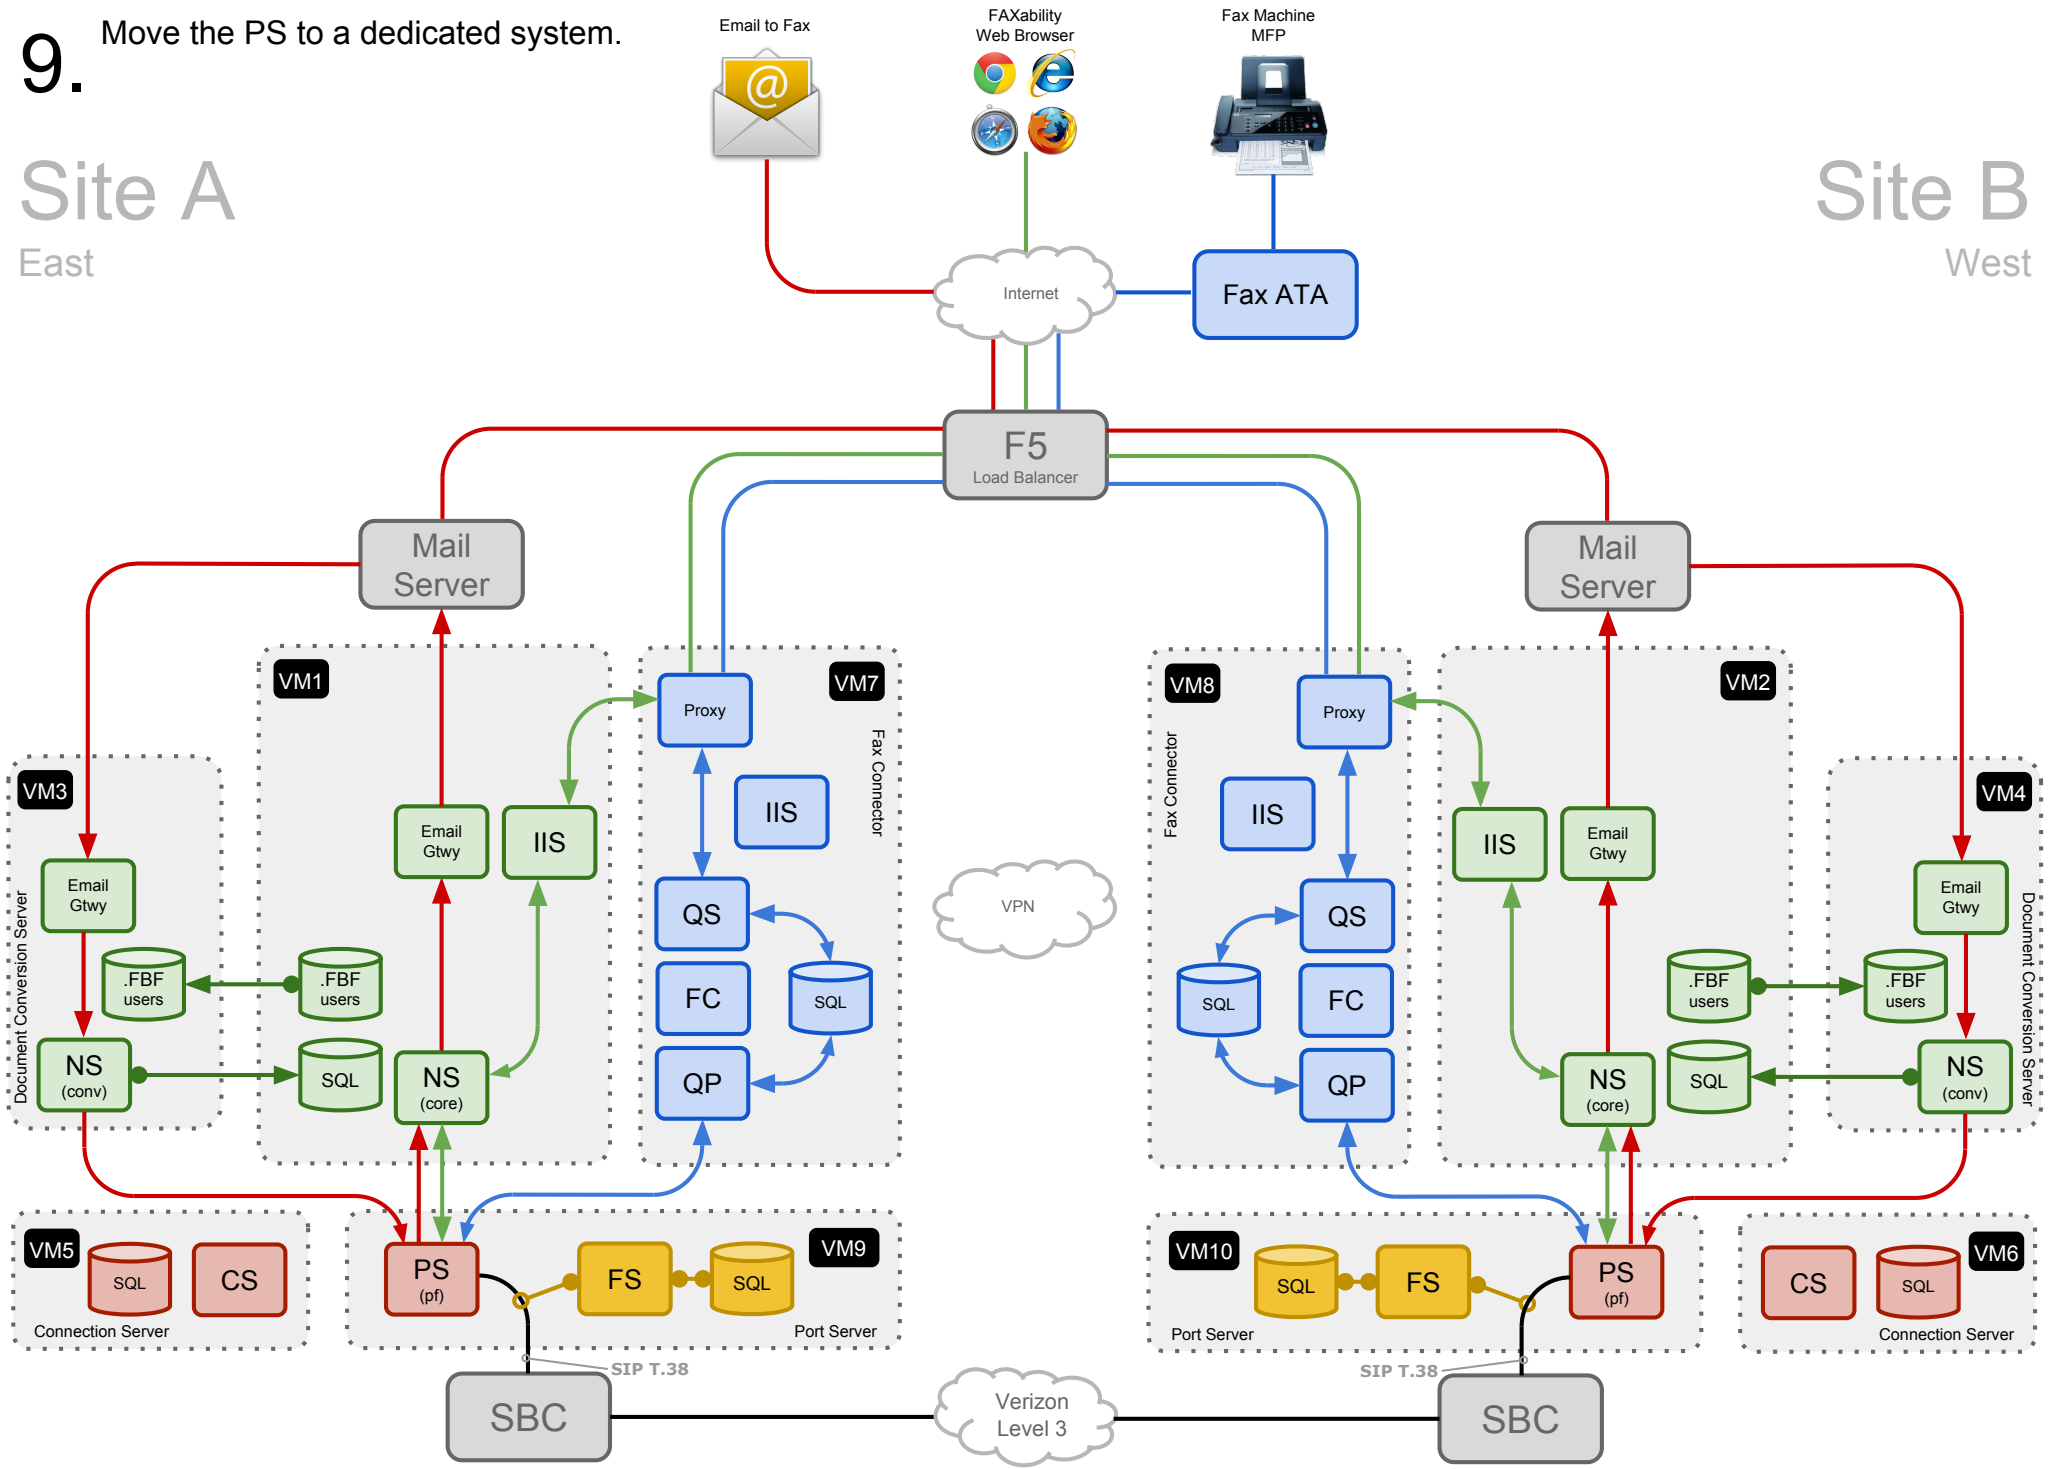 9.
Move the PS to a dedicated system.
Email to Fax
FAXability
Web Browser
Fax Machine
MFP
Site A
East
Site B
West
Internet
Fax ATA
F5
Load Balancer
Mail
Server
Mail
Server
VM1
VM7
VM8
VM2
Proxy
Proxy
Fax Connector
Fax Connector
VM3
VM4
IIS
IIS
Email
Gtwy
IIS
IIS
Email
Gtwy
Email
Gtwy
Email
Gtwy
Document Conversion Server
Document Conversion Server
QS
VPN
QS
.FBF
users
.FBF
users
.FBF
users
.FBF
users
FC
SQL
SQL
FC
NS
(conv)
SQL
NS
(core)
QP
QP
NS
(core)
SQL
NS
(conv)
VM5
SQL
CS
Connection Server
PS
(pf)
FS
SQL
VM9
Port Server
VM10
SQL
FS
PS
(pf)
Port Server
CS
SQL
VM6
Connection Server
SIP T.38
SIP T.38
SBC
Verizon
Level 3
SBC